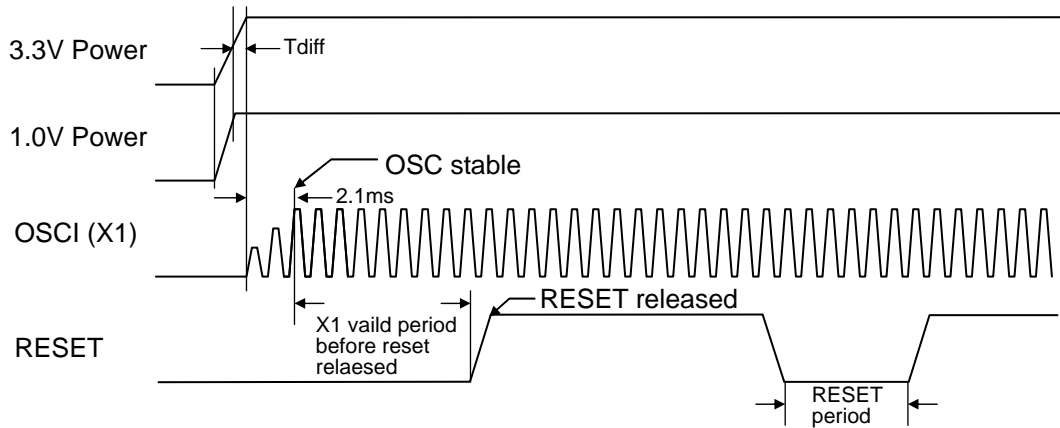 3.3V Power
Tdiff
1.0V Power
OSC stable
2.1ms
OSCI (X1)
RESET released
X1 vaild period
before reset
relaesed
RESET
RESET
period